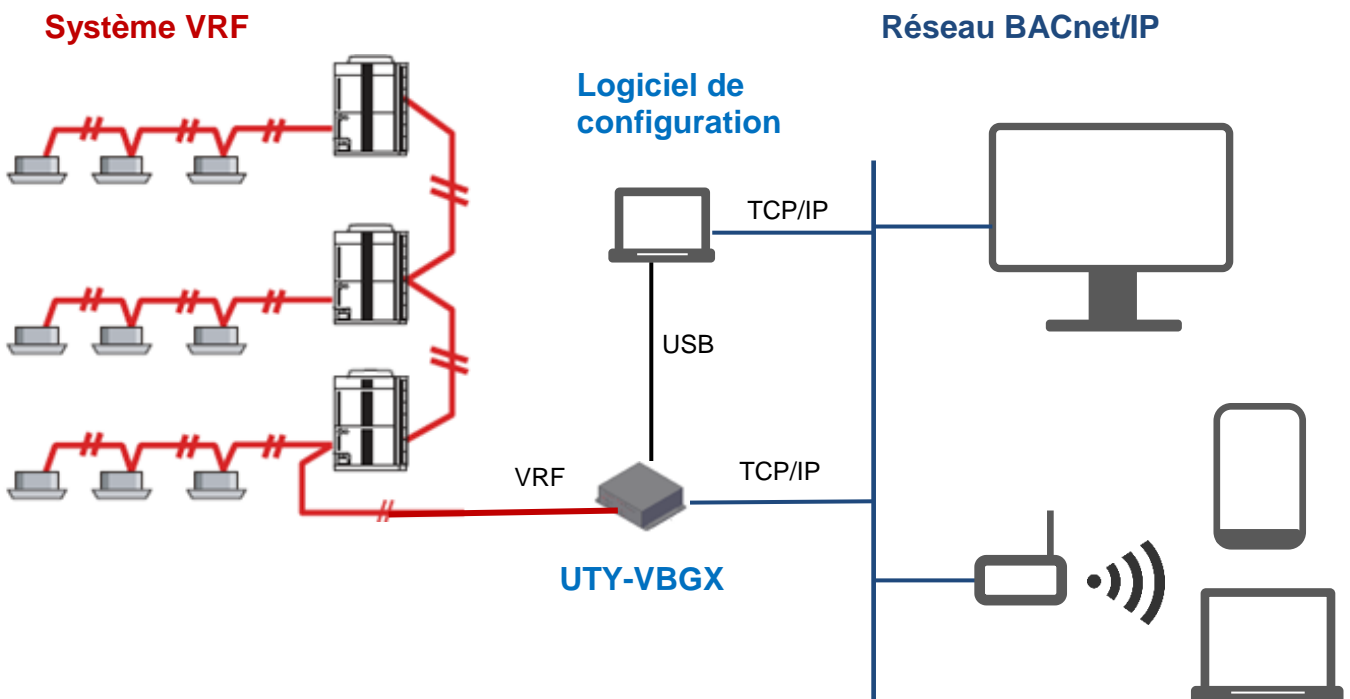 Système VRF
Réseau BACnet/IP
Logiciel de
configuration
TCP/IP
USB
VRF
TCP/IP
UTY-VBGX